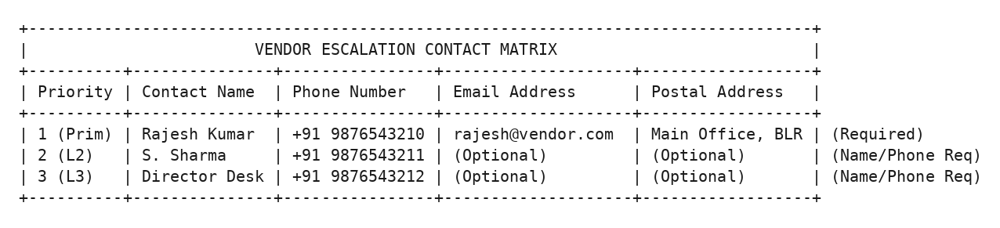 +-----------------------------------------------------------------------------------+
|                        VENDOR ESCALATION CONTACT MATRIX                           |
+----------+---------------+----------------+--------------------+------------------+
| Priority | Contact Name  | Phone Number   | Email Address      | Postal Address   |
+----------+---------------+----------------+--------------------+------------------+
| 1 (Prim) | Rajesh Kumar  | +91 9876543210 | rajesh@vendor.com  | Main Office, BLR | (Required)
| 2 (L2)   | S. Sharma     | +91 9876543211 | (Optional)         | (Optional)       | (Name/Phone Req)
| 3 (L3)   | Director Desk | +91 9876543212 | (Optional)         | (Optional)       | (Name/Phone Req)
+----------+---------------+----------------+--------------------+------------------+